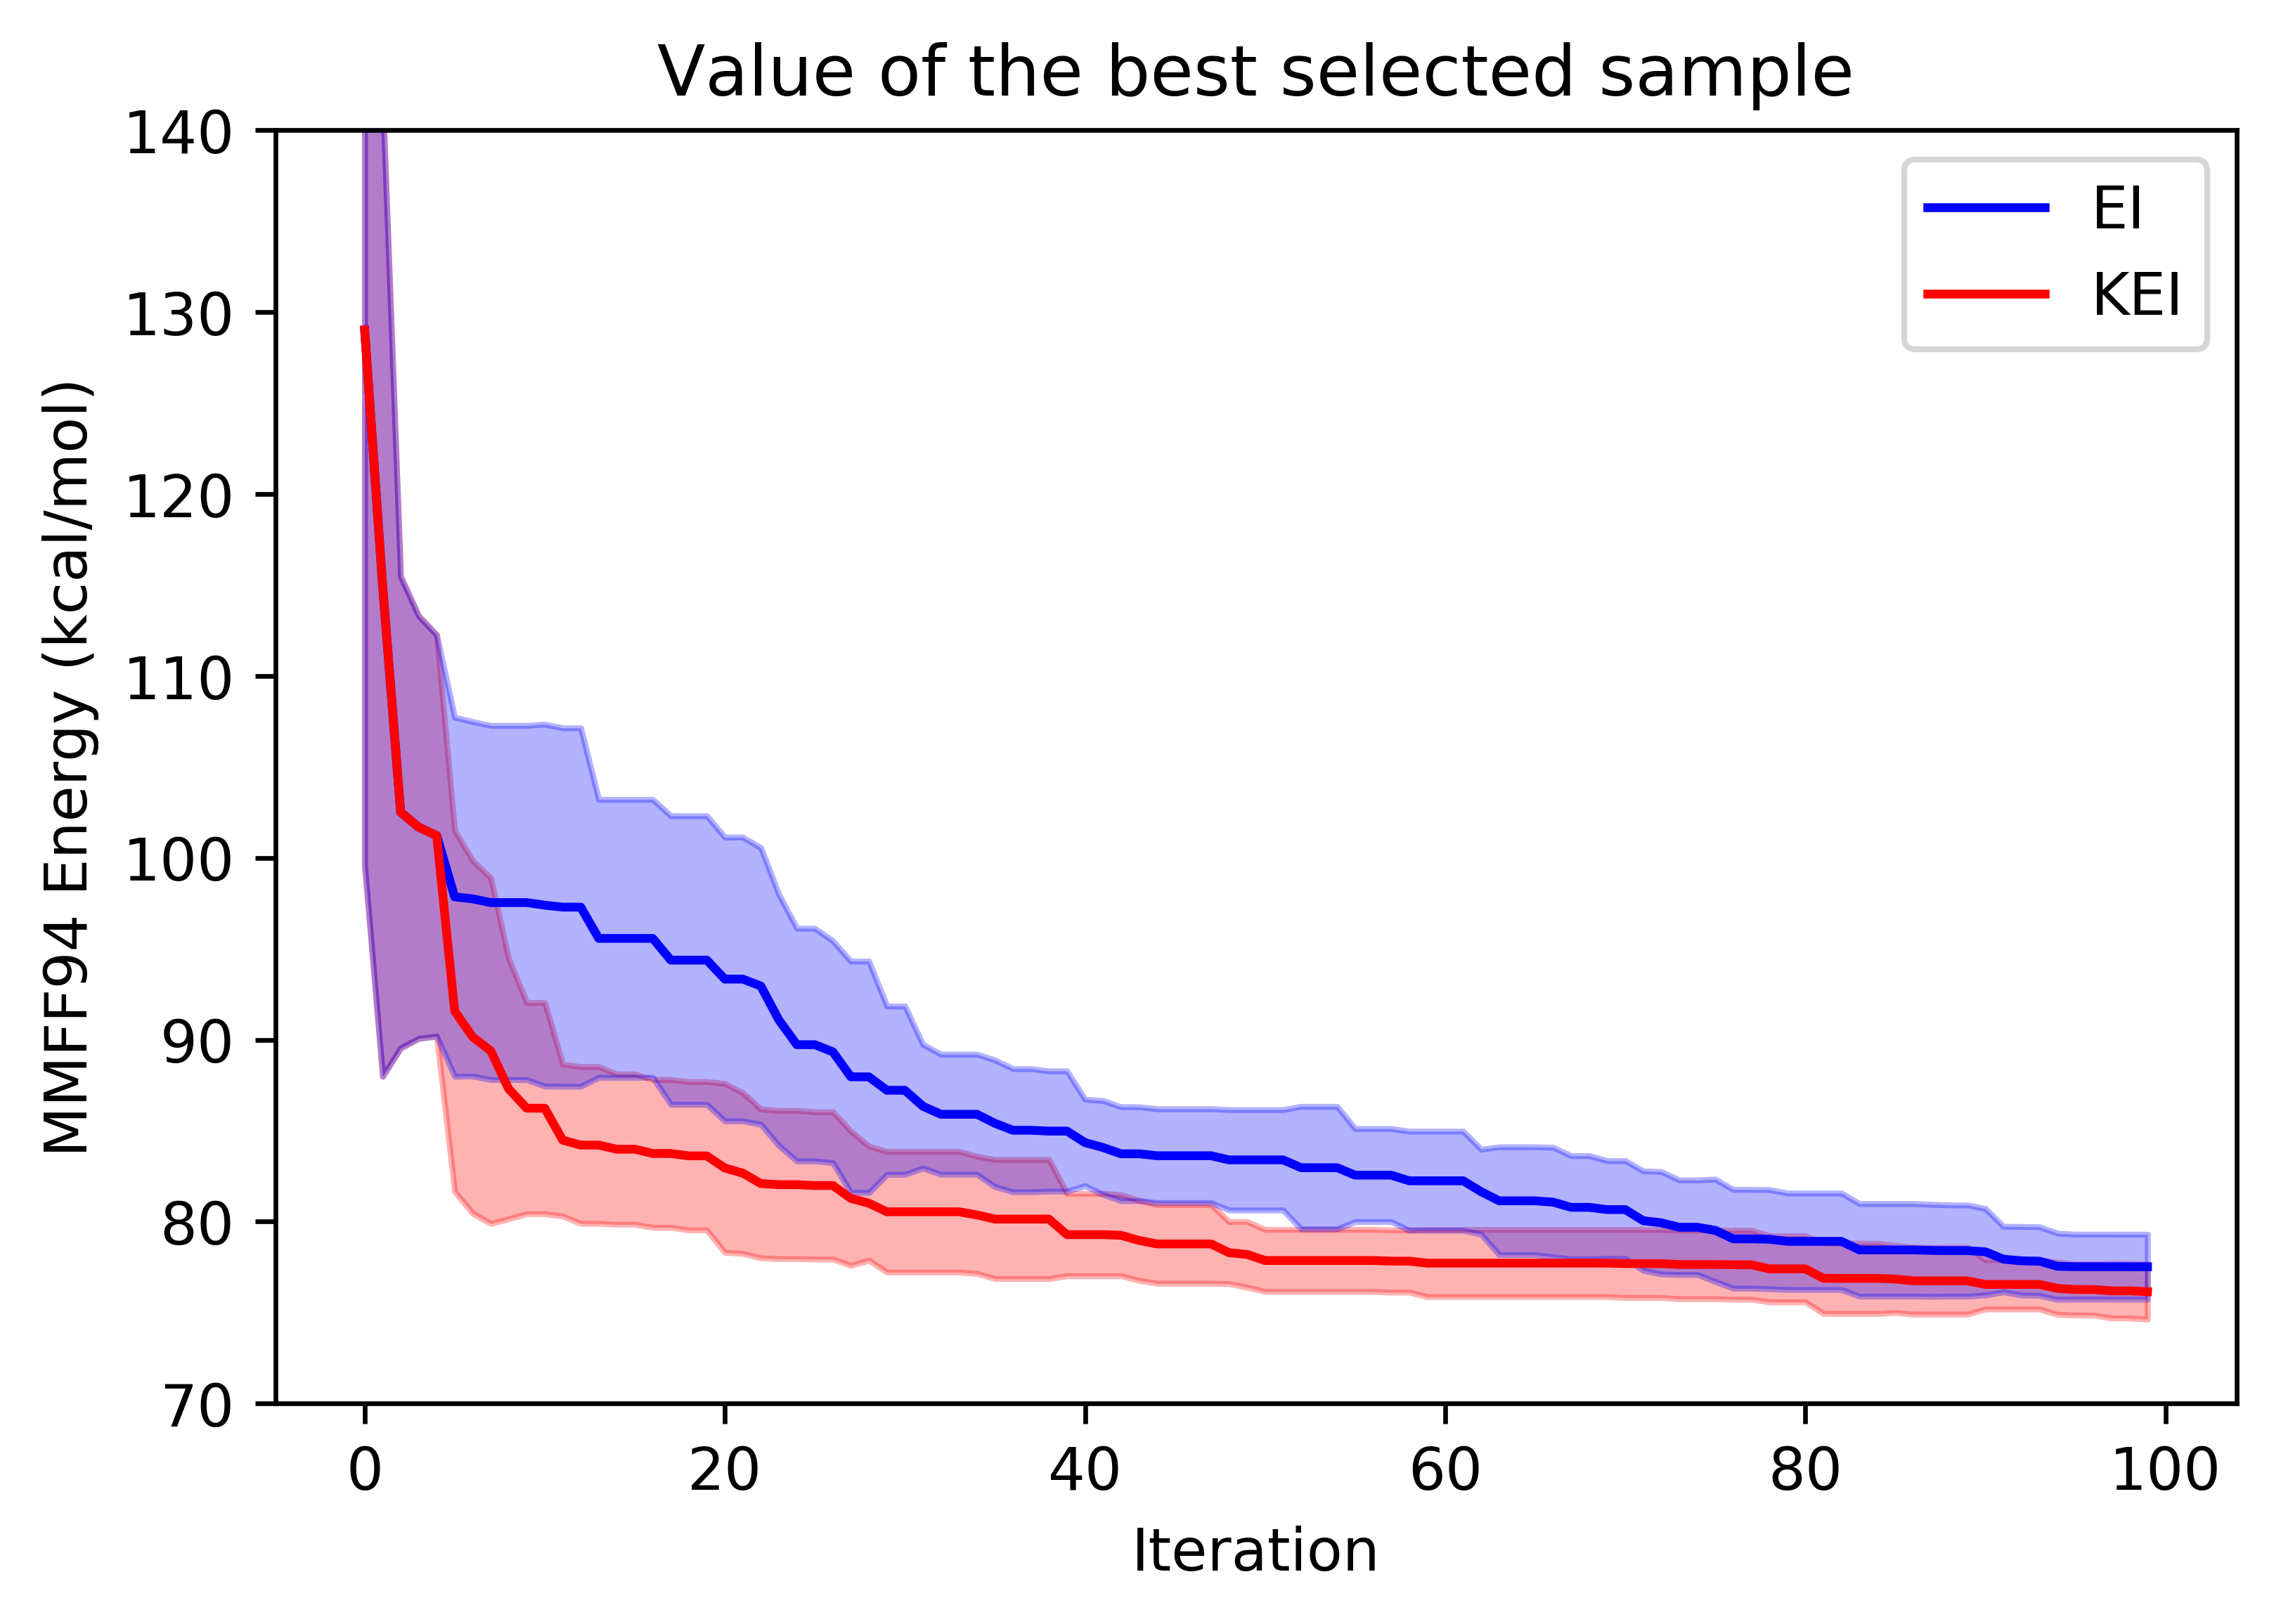 Value of the best selected sample
140
130
120
110
100
90
80
70
MMFF94 Energy (kcal/mol)
EI
KEI
0 20 40 60 80 100
Iteration